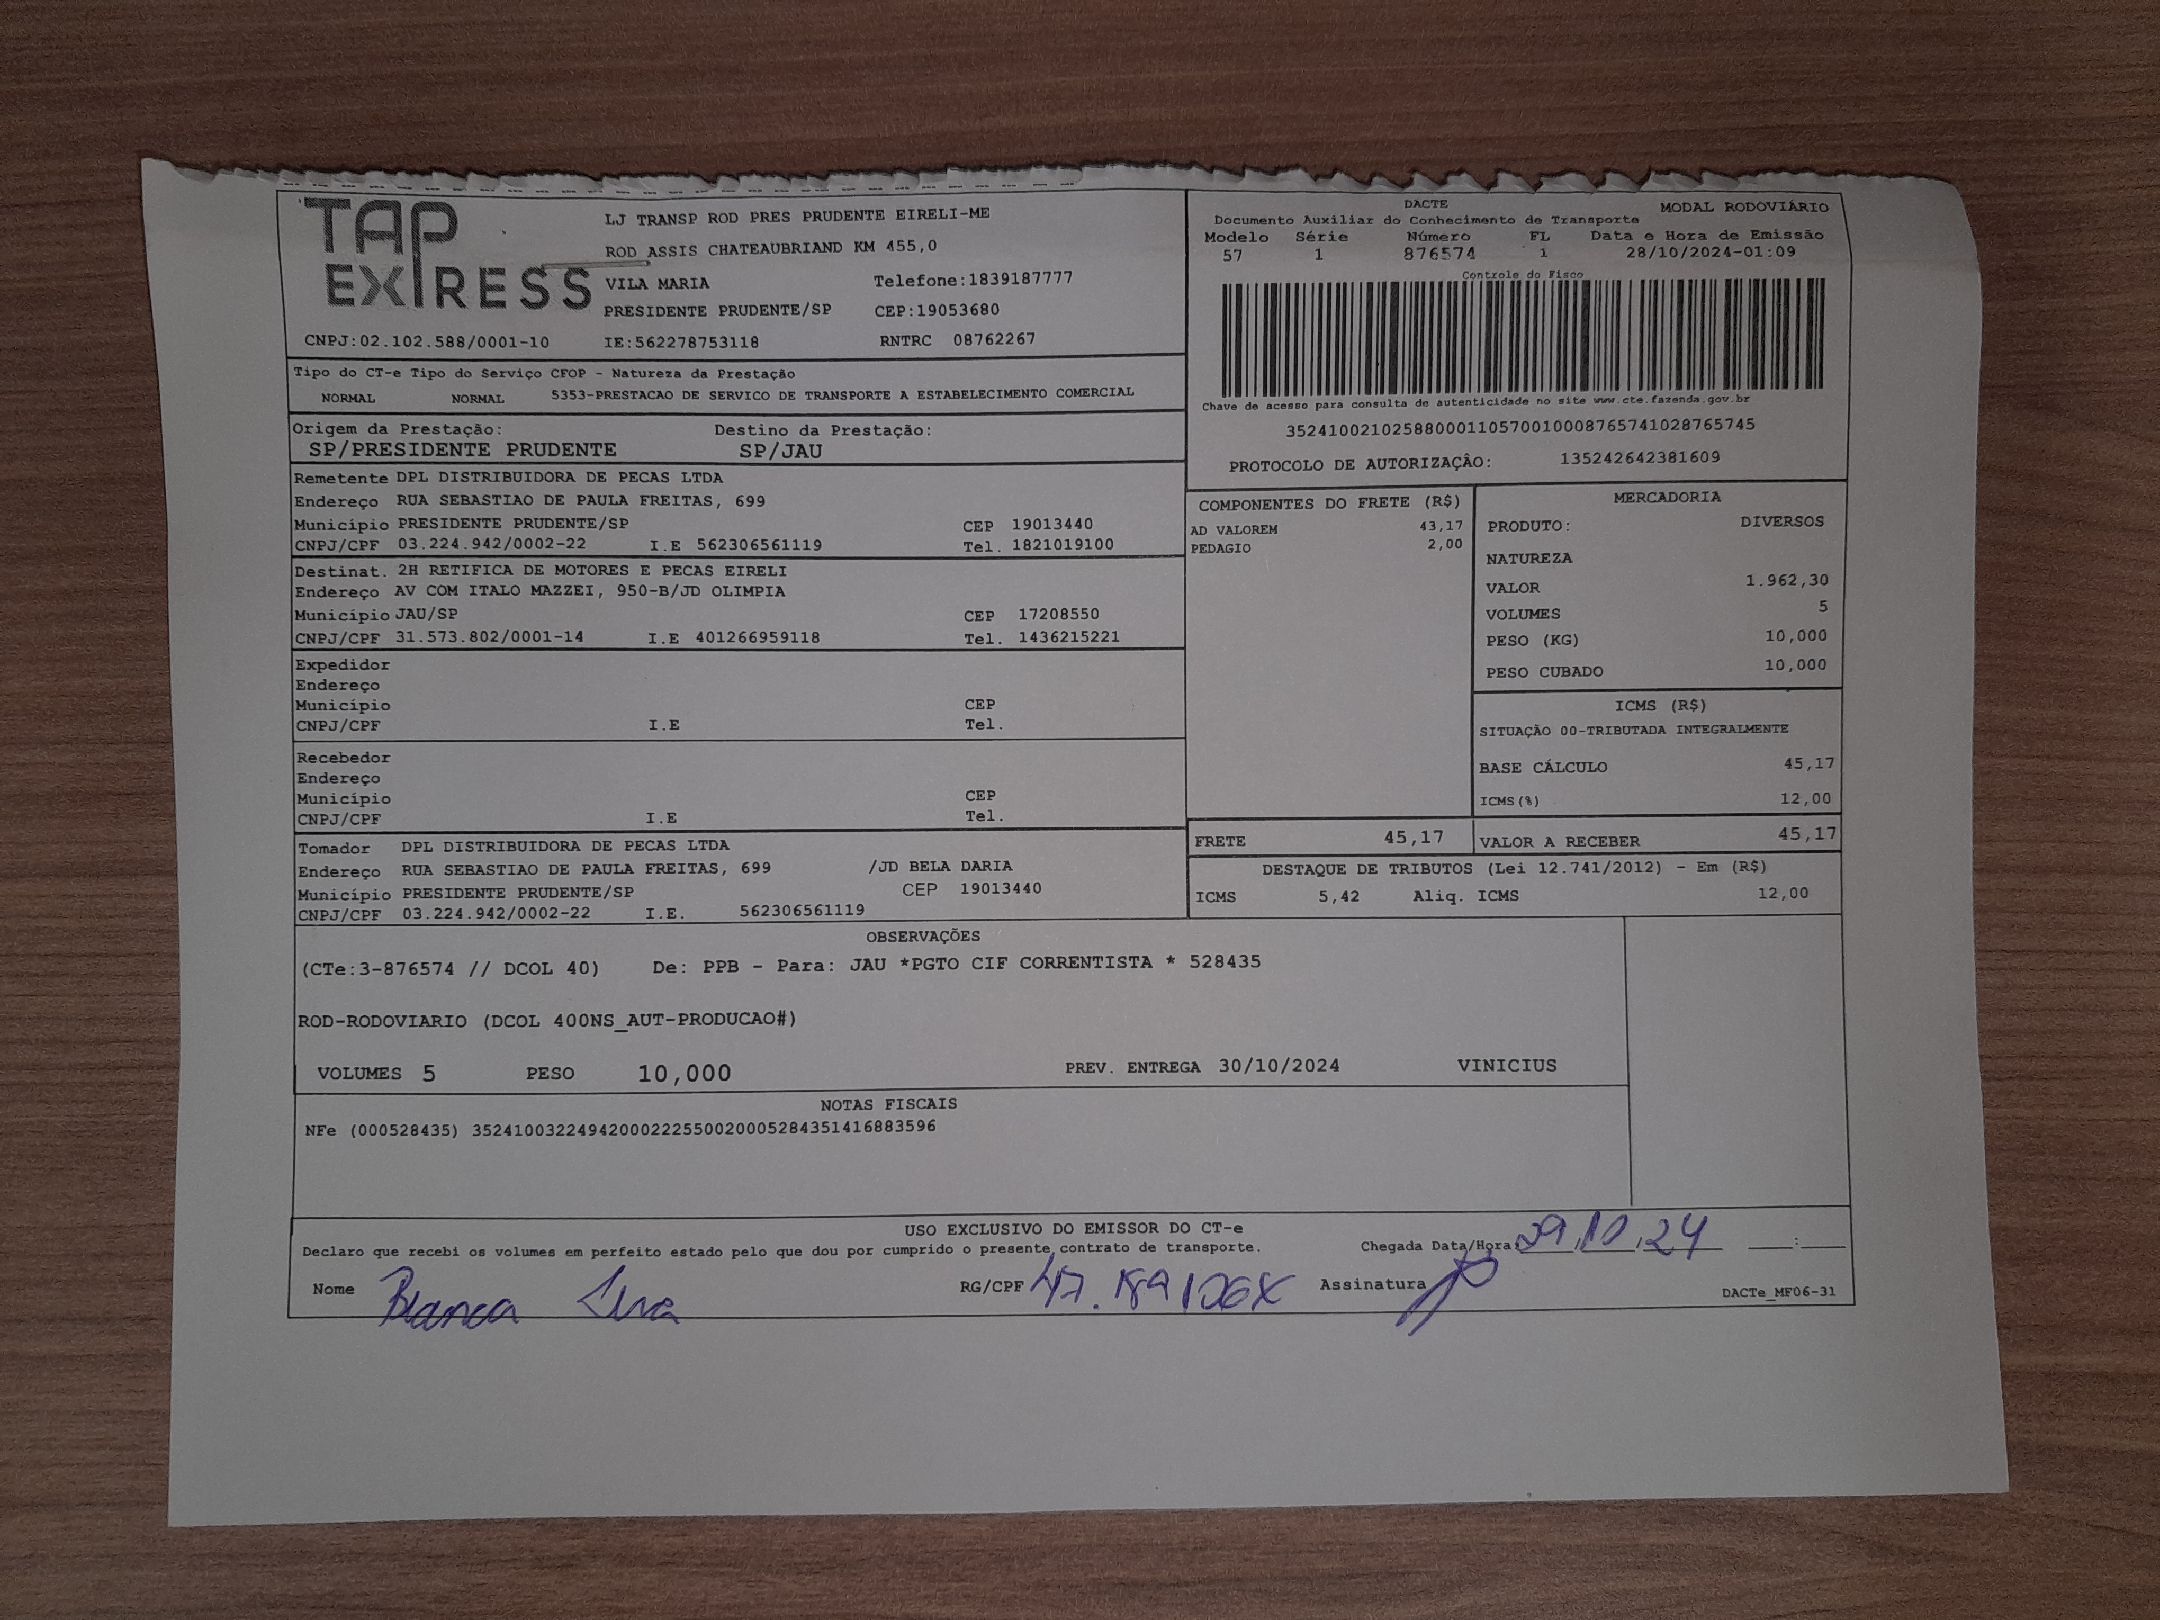 TAP EXPRESS
LJ TRANSP ROD PRES PRUDENTE EIRELI-ME
ROD ASSIS CHATEAUBRIAND KM 455,0
VILA MARIA Telefone:1839187777
PRESIDENTE PRUDENTE/SP CEP:19053680
CNPJ:02.102.588/0001-10 IE:562278753118 RNTRC 08762267
DACTE MODAL RODOVIÁRIO
Documento Auxiliar do Conhecimento de Transporte
Modelo Série Número FL Data e Hora de Emissão
57 1 876574 1 28/10/2024-01:09
Controle do Fisco
Chave de acesso para consulta de autenticidade no site www.cte.fazenda.gov.br
35241002102588000110570010008765741028765745
PROTOCOLO DE AUTORIZAÇÂO: 135242642381609
Tipo do CT-e Tipo do Serviço CFOP - Natureza da Prestação
NORMAL NORMAL 5353-PRESTACAO DE SERVICO DE TRANSPORTE A ESTABELECIMENTO COMERCIAL
Origem da Prestação: Destino da Prestação:
SP/PRESIDENTE PRUDENTE SP/JAU
Remetente DPL DISTRIBUIDORA DE PECAS LTDA
Endereço RUA SEBASTIAO DE PAULA FREITAS, 699
Município PRESIDENTE PRUDENTE/SP CEP 19013440
CNPJ/CPF 03.224.942/0002-22 I.E 562306561119 Tel. 1821019100
Destinat. 2H RETIFICA DE MOTORES E PECAS EIRELI
Endereço AV COM ITALO MAZZEI, 950-B/JD OLIMPIA
Município JAU/SP CEP 17208550
CNPJ/CPF 31.573.802/0001-14 I.E 401266959118 Tel. 1436215221
Expedidor
Endereço
Município CEP
CNPJ/CPF I.E Tel.
Recebedor
Endereço
Município CEP
CNPJ/CPF I.E Tel.
Tomador DPL DISTRIBUIDORA DE PECAS LTDA
Endereço RUA SEBASTIAO DE PAULA FREITAS, 699 /JD BELA DARIA
Município PRESIDENTE PRUDENTE/SP CEP 19013440
CNPJ/CPF 03.224.942/0002-22 I.E. 562306561119
COMPONENTES DO FRETE (R$)
AD VALOREM 43,17
PEDAGIO 2,00
MERCADORIA
PRODUTO: DIVERSOS
NATUREZA
VALOR 1.962,30
VOLUMES 5
PESO (KG) 10,000
PESO CUBADO 10,000
ICMS (R$)
SITUAÇÃO 00-TRIBUTADA INTEGRALMENTE
BASE CÁLCULO 45,17
ICMS(%) 12,00
FRETE 45,17 VALOR A RECEBER 45,17
DESTAQUE DE TRIBUTOS (Lei 12.741/2012) - Em (R$)
ICMS 5,42 Aliq. ICMS 12,00
OBSERVAÇÕES
(CTe:3-876574 // DCOL 40) De: PPB - Para: JAU *PGTO CIF CORRENTISTA * 528435
ROD-RODOVIARIO (DCOL 400NS_AUT-PRODUCAO#)
VOLUMES 5 PESO 10,000 PREV. ENTREGA 30/10/2024 VINICIUS
NOTAS FISCAIS
NFe (000528435) 35241003224942000222550020005284351416883596
USO EXCLUSIVO DO EMISSOR DO CT-e
Declaro que recebi os volumes em perfeito estado pelo que dou por cumprido o presente contrato de transporte. Chegada Data/Hora: 29.10.24 :
Nome Bianca RG/CPF Assinatura
DACTe_MF06-31